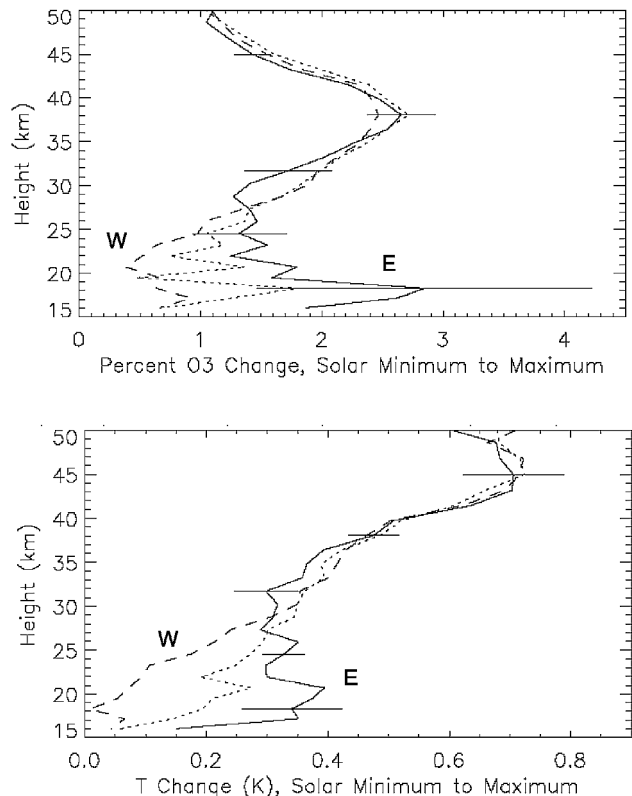 50
45
40
35
30
25
20
15
Height (km)
W
E
0 1 2 3 4
Percent O3 Change, Solar Minimum to Maximum
50
45
40
35
30
25
20
15
Height (km)
W
E
0.0 0.2 0.4 0.6 0.8
T Change (K), Solar Minimum to Maximum